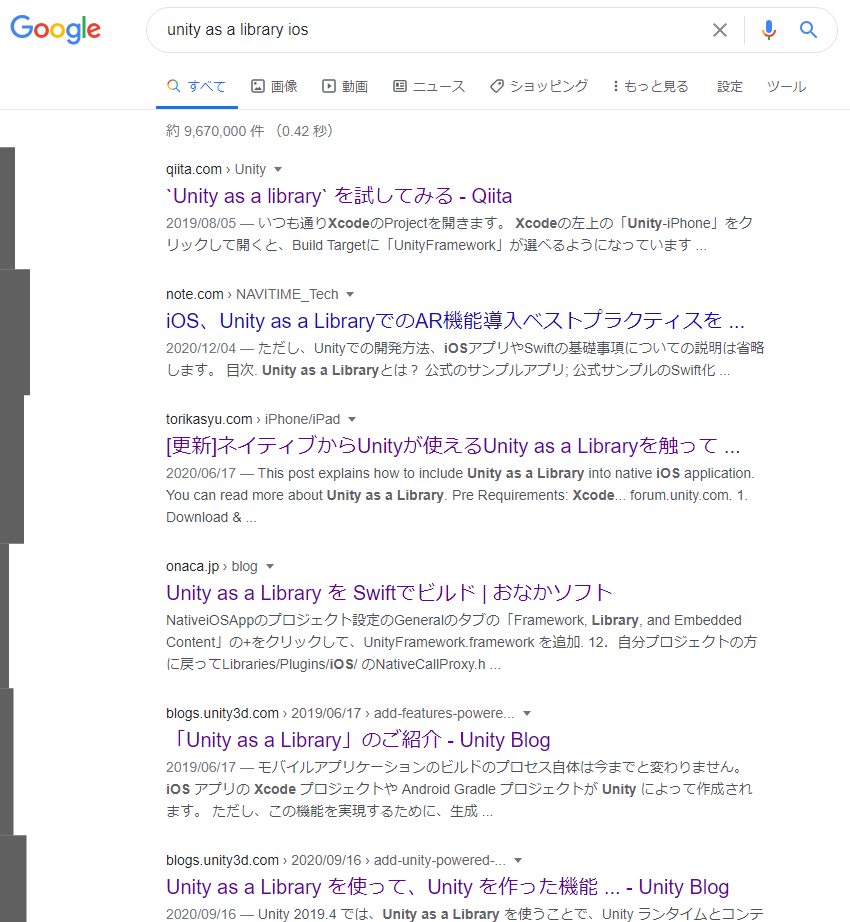 Google
unity as a library ios
すべて 画像 動画 ニュース ショッピング もっと見る 設定 ツール
約 9,670,000 件 （0.42 秒）
qiita.com › Unity
`Unity as a library` を試してみる - Qiita
2019/08/05 — いつも通りXcodeのProjectを開きます。 Xcodeの左上の「Unity-iPhone」をク
リックして開くと、Build Targetに「UnityFramework」が選べるようになっています ...
note.com › NAVITIME_Tech
iOS、Unity as a LibraryでのAR機能導入ベストプラクティスを ...
2020/12/04 — ただし、Unityでの開発方法、iOSアプリやSwiftの基礎事項についての説明は省略
します。 目次. Unity as a Libraryとは？ 公式のサンプルアプリ; 公式サンプルのSwift化 ...
torikasyu.com › iPhone/iPad
[更新]ネイティブからUnityが使えるUnity as a Libraryを触って ...
2020/06/17 — This post explains how to include Unity as a Library into native iOS application.
You can read more about Unity as a Library. Pre Requirements: Xcode... forum.unity.com. 1.
Download & ...
onaca.jp › blog
Unity as a Library を Swiftでビルド | おなかソフト
NativeiOSAppのプロジェクト設定のGeneralのタブの「Framework, Library, and Embedded
Content」の+をクリックして、UnityFramework.framework を追加. 12．自分プロジェクトの方
に戻ってLibraries/Plugins/iOS/ のNativeCallProxy.h ...
blogs.unity3d.com › 2019/06/17 › add-features-powere...
「Unity as a Library」のご紹介 - Unity Blog
2019/06/17 — モバイルアプリケーションのビルドのプロセス自体は今までと変わりません。
iOS アプリの Xcode プロジェクトや Android Gradle プロジェクトが Unity によって作成され
ます。 ただし、この機能を実現するために、生成 ...
blogs.unity3d.com › 2020/09/16 › add-unity-powered-...
Unity as a Library を使って、Unity を作った機能 ... - Unity Blog
2020/09/16 — Unity 2019.4 では、Unity as a Library を使うことで、Unity ランタイムとコンテ